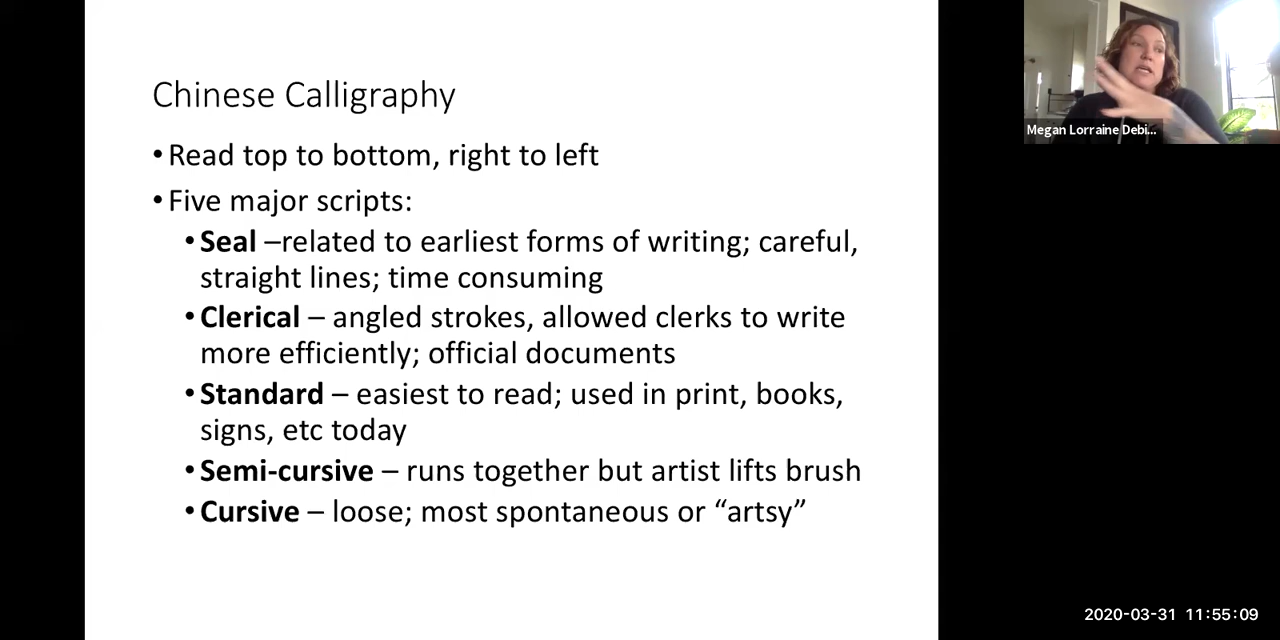 Chinese Calligraphy
• Read top to bottom, right to left
• Five major scripts:
• Seal –related to earliest forms of writing; careful,
straight lines; time consuming
• Clerical – angled strokes, allowed clerks to write
more efficiently; official documents
• Standard – easiest to read; used in print, books,
signs, etc today
• Semi-cursive – runs together but artist lifts brush
• Cursive – loose; most spontaneous or “artsy”
Megan Lorraine Debi...
2020-03-31 11:55:09